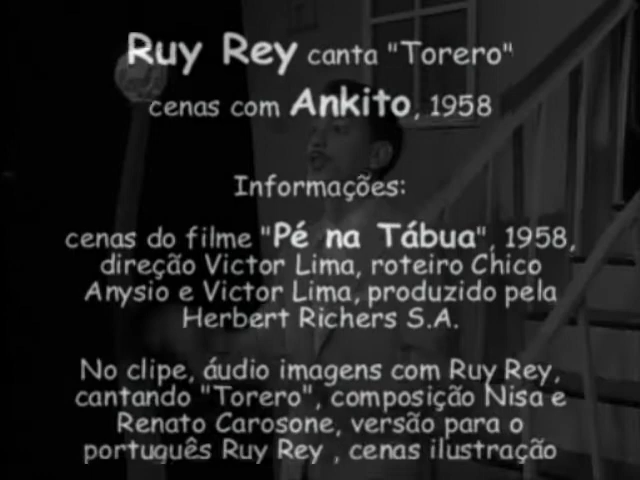 Ruy Rey canta "Torero"
cenas com Ankito, 1958
Informações:
cenas do filme "Pé na Tábua", 1958,
direção Victor Lima, roteiro Chico
Anysio e Victor Lima, produzido pela
Herbert Richers S.A.
No clipe, áudio imagens com Ruy Rey,
cantando "Torero", composição Nisa e
Renato Carosone, versão para o
português Ruy Rey , cenas ilustração